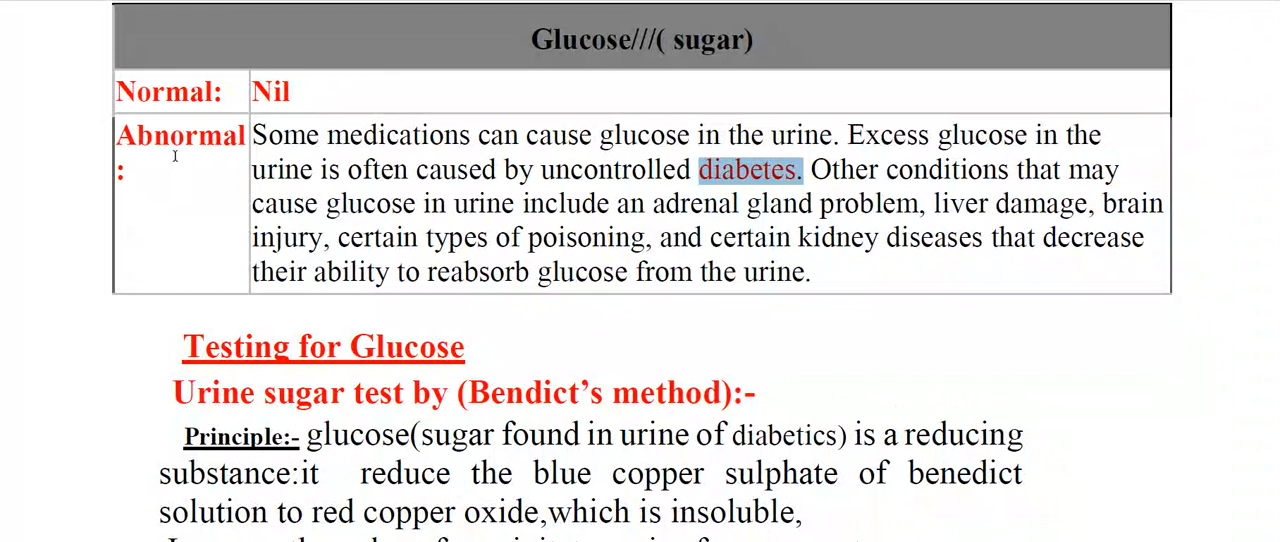 Glucose///( sugar)
Normal: Nil
Abnormal Some medications can cause glucose in the urine. Excess glucose in the
: urine is often caused by uncontrolled diabetes. Other conditions that may
cause glucose in urine include an adrenal gland problem, liver damage, brain
injury, certain types of poisoning, and certain kidney diseases that decrease
their ability to reabsorb glucose from the urine.
Testing for Glucose
Urine sugar test by (Bendict’s method):-
Principle:- glucose(sugar found in urine of diabetics) is a reducing
substance:it reduce the blue copper sulphate of benedict
solution to red copper oxide,which is insoluble,